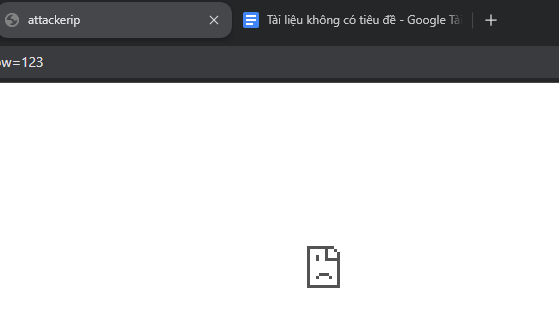 attackerip
Tài liệu không có tiêu đề - Google Tà
ow=123